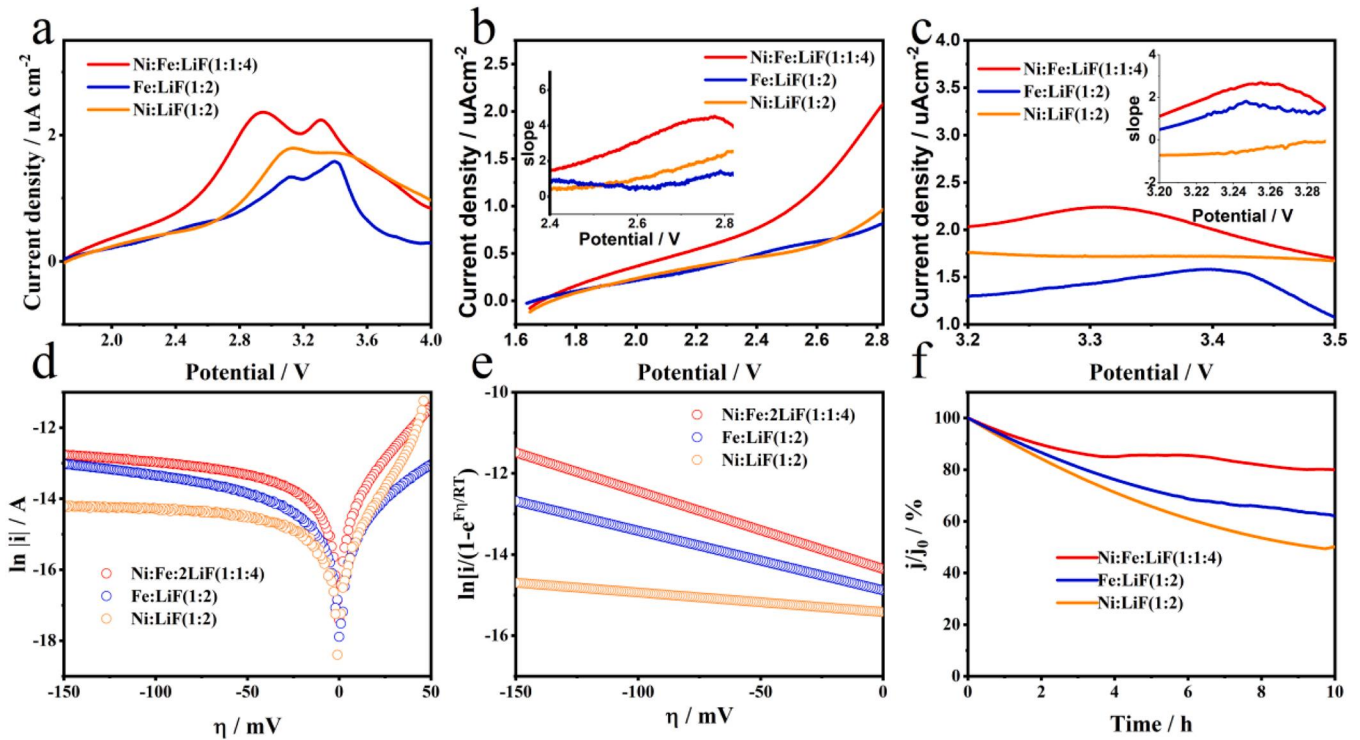 a
Current density / uA cm-2
2
0
2.0
2.4
2.8
3.2
3.6
4.0
Potential / V
Ni:Fe:LiF(1:1:4)
Fe:LiF(1:2)
Ni:LiF(1:2)
b
Current density / uAcm-2
3.0
2.5
2.0
1.5
1.0
0.5
0.0
1.6
1.8
2.0
2.2
2.4
2.6
2.8
Potential / V
Ni:Fe:LiF(1:1:4)
Fe:LiF(1:2)
Ni:LiF(1:2)
slope
6
4
2
0
2.4
2.5
2.6
2.7
2.8
Potential / V
c
Current density / uAcm-2
4.0
3.5
3.0
2.5
2.0
1.5
1.0
3.2
3.3
3.4
3.5
Potential / V
Ni:Fe:LiF(1:1:4)
Fe:LiF(1:2)
Ni:LiF(1:2)
slope
4
2
0
-2
3.20
3.22
3.24
3.26
3.28
Potential / V
d
ln |i| / A
-12
-14
-16
-18
-150
-100
-50
0
50
η / mV
Ni:Fe:2LiF(1:1:4)
Fe:LiF(1:2)
Ni:LiF(1:2)
e
ln[i/(1-eFη/RT)
-10
-12
-14
-16
-150
-100
-50
0
η / mV
Ni:Fe:2LiF(1:1:4)
Fe:LiF(1:2)
Ni:LiF(1:2)
f
j/j0 / %
100
80
60
40
20
0
0
2
4
6
8
10
Time / h
Ni:Fe:LiF(1:1:4)
Fe:LiF(1:2)
Ni:LiF(1:2)